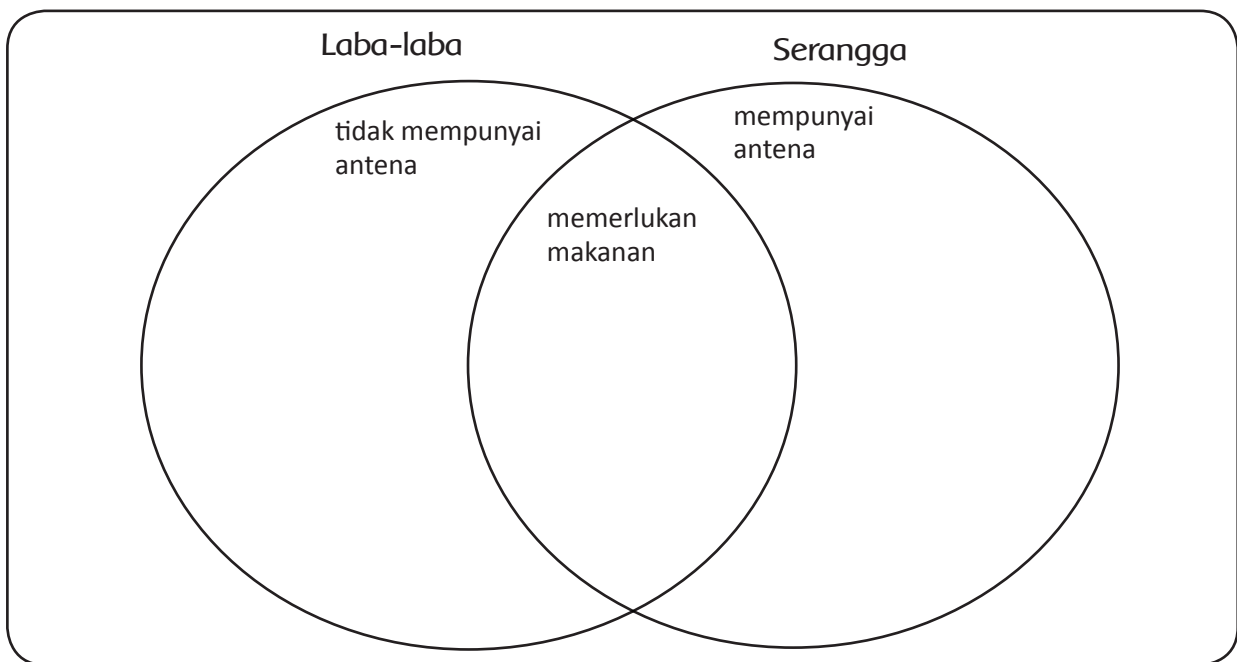 Laba-laba
Serangga
tidak mempunyai
antena
memerlukan
makanan
mempunyai
antena